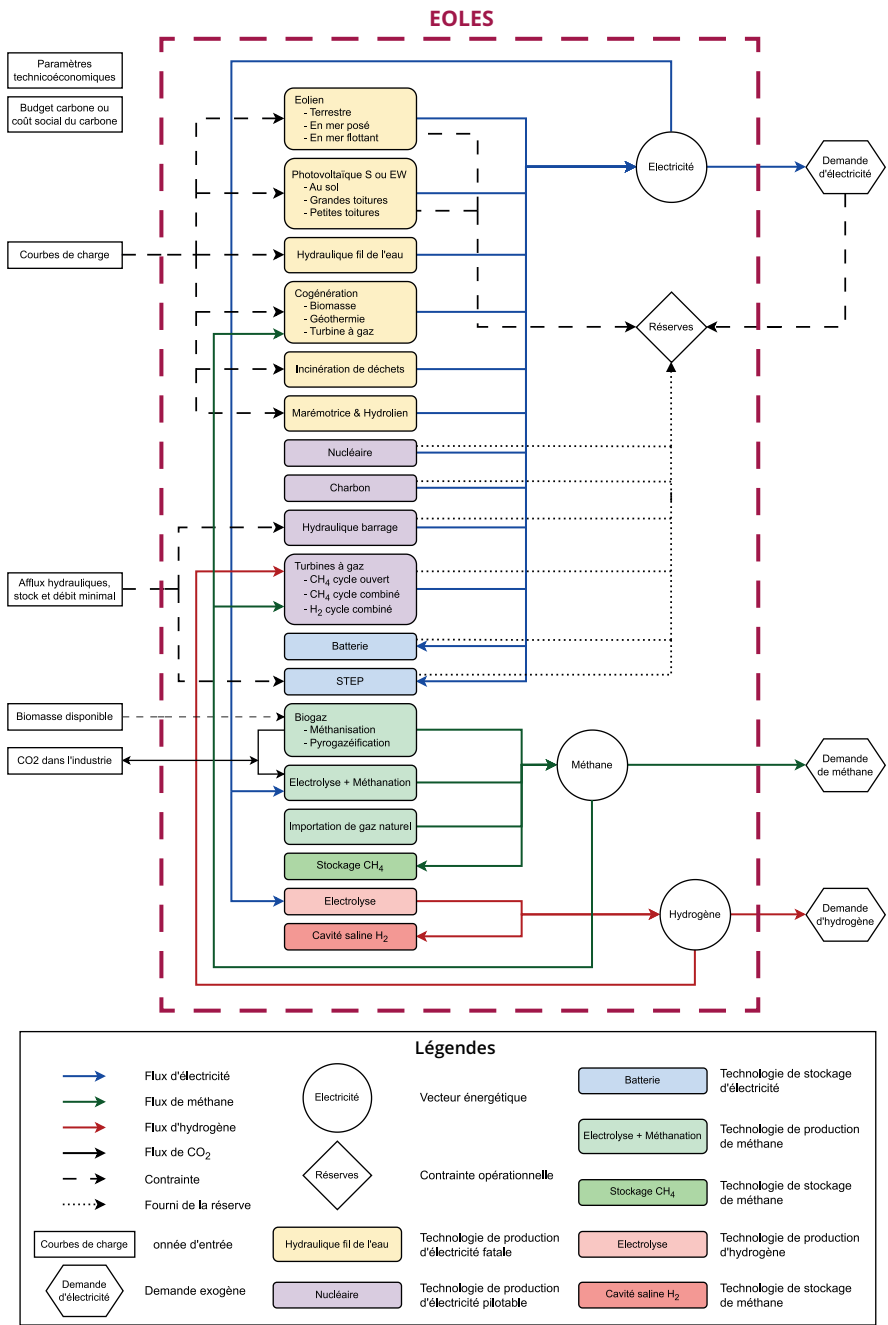 EOLES
Paramètres
technicoéconomiques
Budget carbone ou
coût social du carbone
Eolien
- Terrestre
- En mer posé
- En mer flottant
Electricité
Demande
d'électricité
Photovoltaïque S ou EW
- Au sol
- Grandes toitures
- Petites toitures
Courbes de charge
Hydraulique fil de l'eau
Cogénération
- Biomasse
- Géothermie
- Turbine à gaz
Réserves
Incinération de déchets
Marémotrice & Hydrolien
Nucléaire
Charbon
Hydraulique barrage
Afflux hydrauliques,
stock et débit minimal
Turbines à gaz
- CH4 cycle ouvert
- CH4 cycle combiné
- H2 cycle combiné
Batterie
STEP
Biomasse disponible
Biogaz
- Méthanisation
- Pyrogazéification
CO2 dans l'industrie
Méthane
Demande
de méthane
Electrolyse + Méthanation
Importation de gaz naturel
Stockage CH4
Electrolyse
Hydrogène
Demande
d'hydrogène
Cavité saline H2
Légendes
Flux d'électricité
Flux de méthane
Flux d'hydrogène
Flux de CO2
Contrainte
Fourni de la réserve
Courbes de charge
onnée d'entrée
Demande
d'électricité
Demande exogène
Electricité
Vecteur énergétique
Réserves
Contrainte opérationnelle
Hydraulique fil de l'eau
Technologie de production
d'électricité fatale
Nucléaire
Technologie de production
d'électricité pilotable
Batterie
Technologie de stockage
d'électricité
Electrolyse + Méthanation
Technologie de production
de méthane
Stockage CH4
Technologie de stockage
de méthane
Electrolyse
Technologie de production
d'hydrogène
Cavité saline H2
Technologie de stockage
de méthane